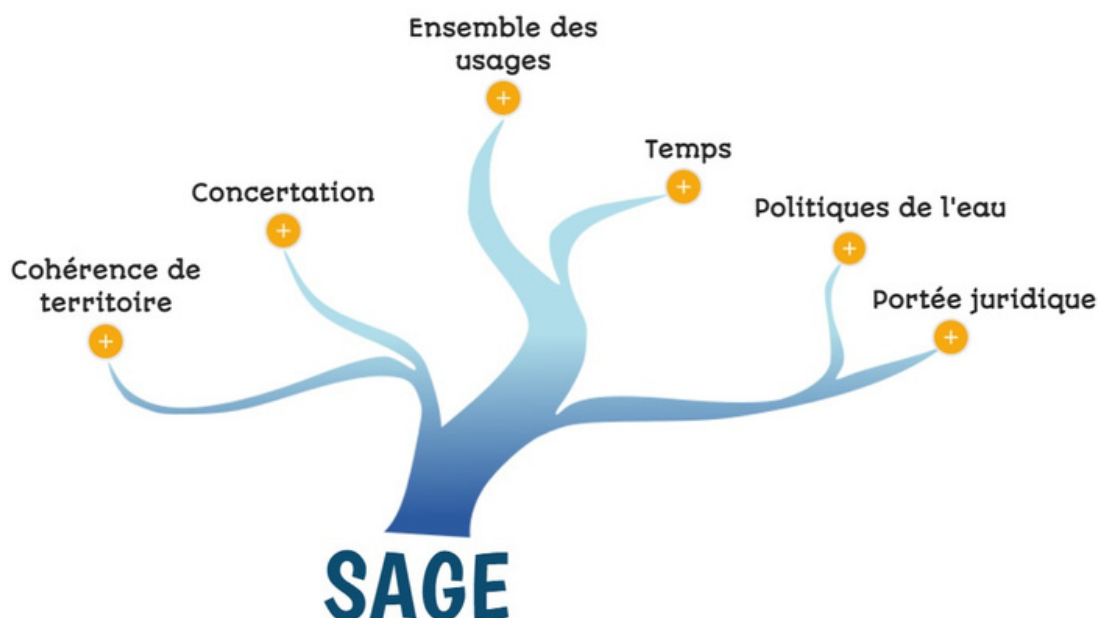 Ensemble des
usages
Temps
Concertation
Politiques de l'eau
Cohérence de
territoire
Portée juridique
SAGE